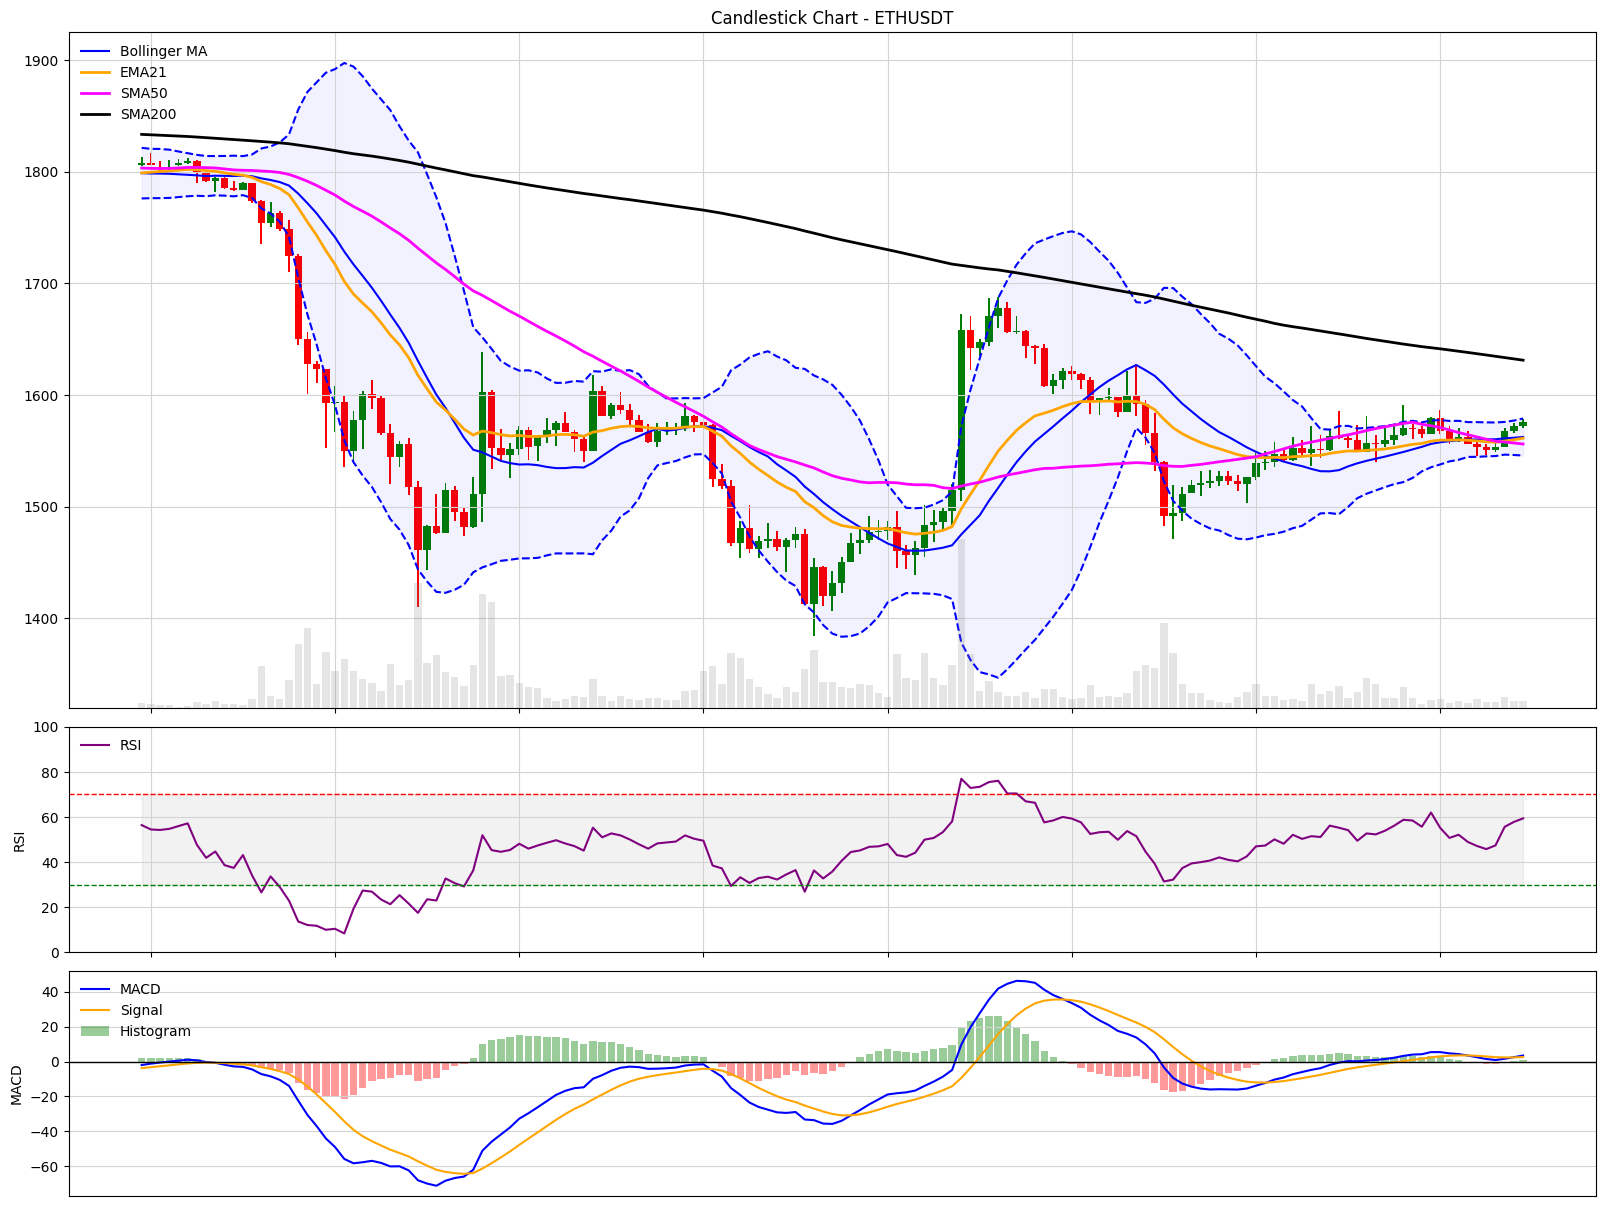 Candlestick Chart - ETHUSDT
Bollinger MA
EMA21
SMA50
SMA200
1900
1800
1700
1600
1500
1400
RSI
100
80
60
40
20
0
RSI
MACD
Signal
Histogram
40
20
0
−20
−40
−60
MACD